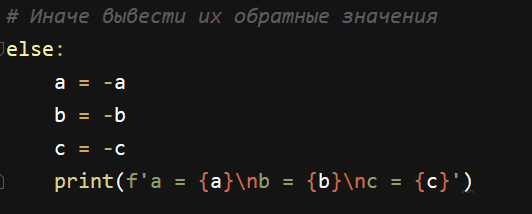 # Иначе вывести их обратные значения
else:
    a = -a
    b = -b
    c = -c
    print(f'a = {a}\nb = {b}\nc = {c}')